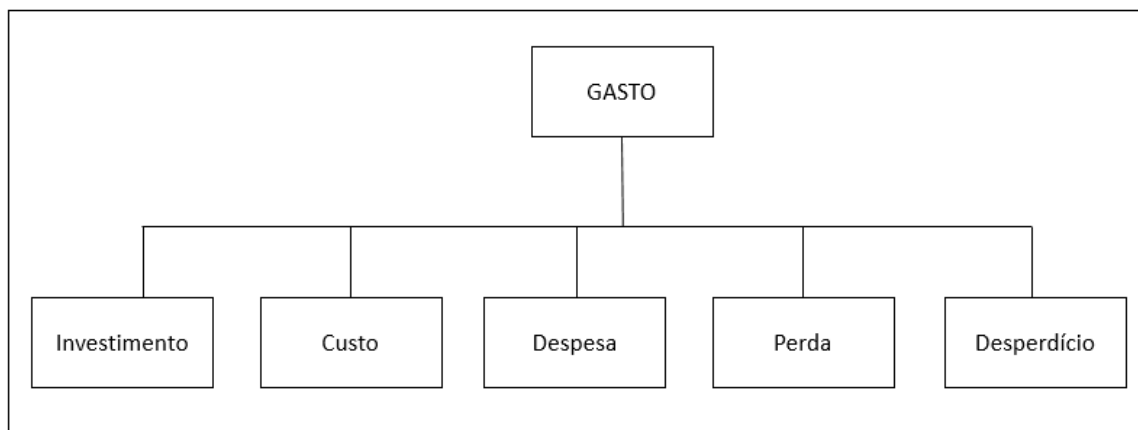 GASTO
Investimento
Custo
Despesa
Perda
Desperdício